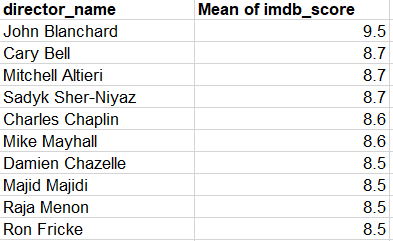 director_name Mean of imdb_score
John Blanchard 9.5
Cary Bell 8.7
Mitchell Altieri 8.7
Sadyk Sher-Niyaz 8.7
Charles Chaplin 8.6
Mike Mayhall 8.6
Damien Chazelle 8.5
Majid Majidi 8.5
Raja Menon 8.5
Ron Fricke 8.5